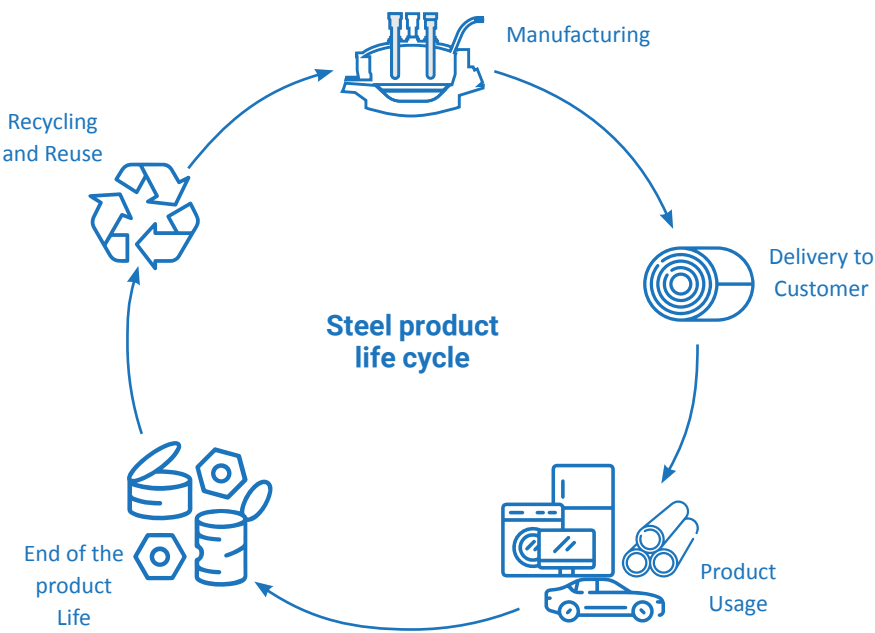 Manufacturing
Recycling
and Reuse
Delivery to
Customer
Steel product
life cycle
End of the
product
Life
Product
Usage